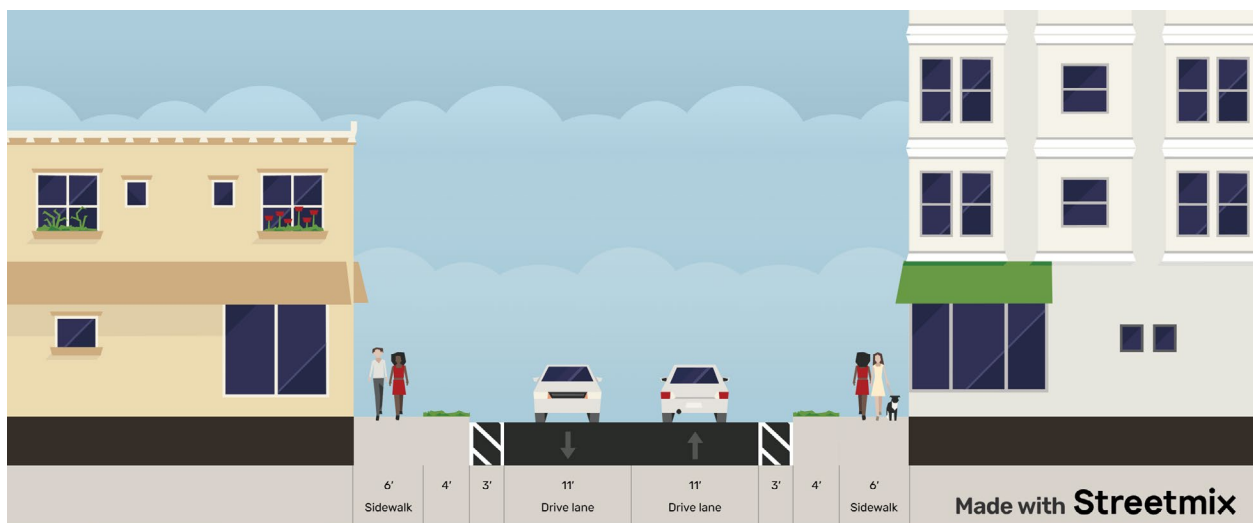 6' 4' 3' 11' 11' 3' 4' 6'
Sidewalk Drive lane Drive lane Sidewalk
Made with Streetmix